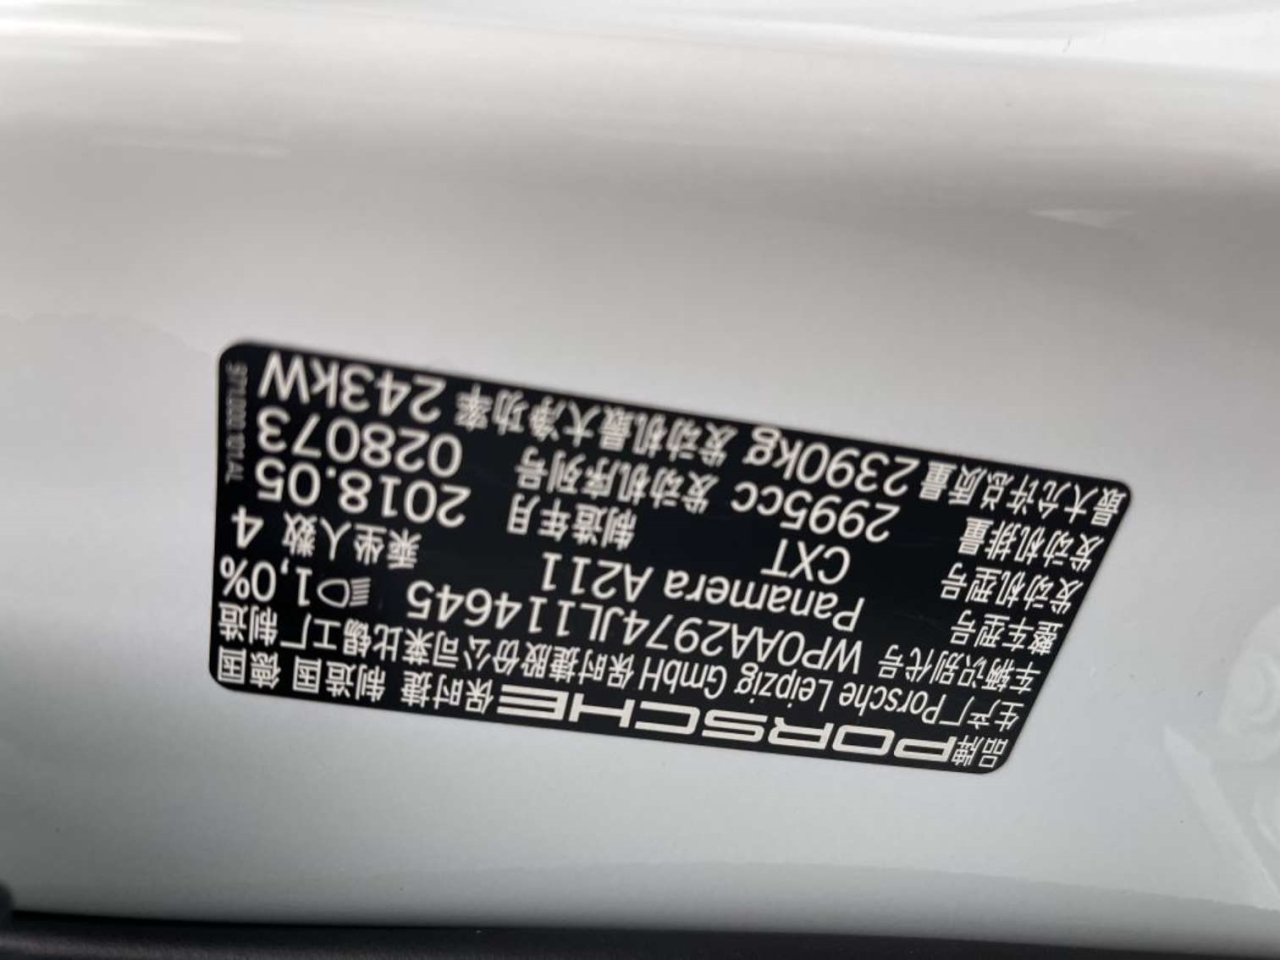 品牌 PORSCHE 保时捷 制造国 德国
生产厂 Porsche Leipzig GmbH 保时捷股份公司莱比锡工厂 制造
车辆识别代号 WP0AA2974JL114645 1,0%
整车型号 Panamera A211 乘坐人数 4
发动机型号 CXT 制造年月 2018.05
发动机排量 2995cc 发动机序列号 028073
最大允许总质量 2390kg 发动机最大净功率 243kW